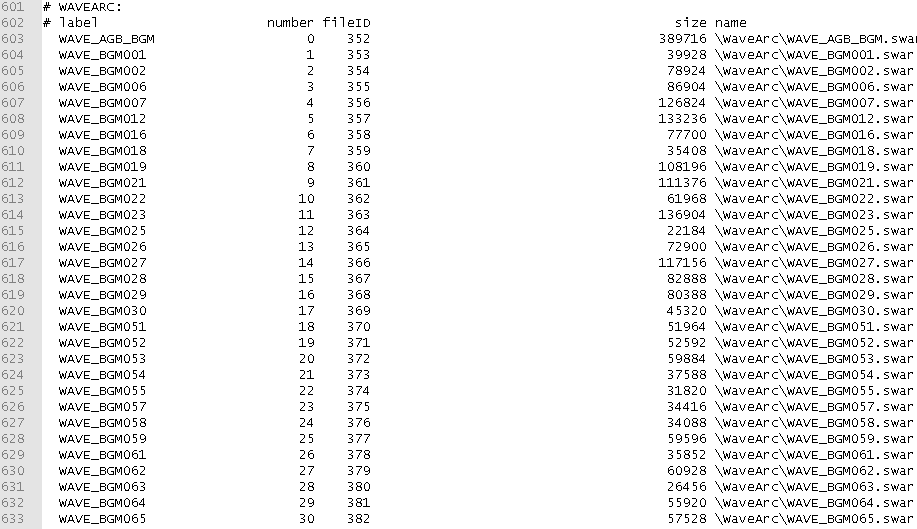 601 # WAVEARC:
602 # label number fileID size name
603 WAVE_AGB_BGM 0 352 389716 \WaveArc\WAVE_AGB_BGM.swar
604 WAVE_BGM001 1 353 39928 \WaveArc\WAVE_BGM001.swar
605 WAVE_BGM002 2 354 78924 \WaveArc\WAVE_BGM002.swar
606 WAVE_BGM006 3 355 86904 \WaveArc\WAVE_BGM006.swar
607 WAVE_BGM007 4 356 126824 \WaveArc\WAVE_BGM007.swar
608 WAVE_BGM012 5 357 133236 \WaveArc\WAVE_BGM012.swar
609 WAVE_BGM016 6 358 77700 \WaveArc\WAVE_BGM016.swar
610 WAVE_BGM018 7 359 35408 \WaveArc\WAVE_BGM018.swar
611 WAVE_BGM019 8 360 108196 \WaveArc\WAVE_BGM019.swar
612 WAVE_BGM021 9 361 111376 \WaveArc\WAVE_BGM021.swar
613 WAVE_BGM022 10 362 61968 \WaveArc\WAVE_BGM022.swar
614 WAVE_BGM023 11 363 136904 \WaveArc\WAVE_BGM023.swar
615 WAVE_BGM025 12 364 22184 \WaveArc\WAVE_BGM025.swar
616 WAVE_BGM026 13 365 72900 \WaveArc\WAVE_BGM026.swar
617 WAVE_BGM027 14 366 117156 \WaveArc\WAVE_BGM027.swar
618 WAVE_BGM028 15 367 82888 \WaveArc\WAVE_BGM028.swar
619 WAVE_BGM029 16 368 80388 \WaveArc\WAVE_BGM029.swar
620 WAVE_BGM030 17 369 45320 \WaveArc\WAVE_BGM030.swar
621 WAVE_BGM051 18 370 51964 \WaveArc\WAVE_BGM051.swar
622 WAVE_BGM052 19 371 52592 \WaveArc\WAVE_BGM052.swar
623 WAVE_BGM053 20 372 59884 \WaveArc\WAVE_BGM053.swar
624 WAVE_BGM054 21 373 37588 \WaveArc\WAVE_BGM054.swar
625 WAVE_BGM055 22 374 31820 \WaveArc\WAVE_BGM055.swar
626 WAVE_BGM057 23 375 34416 \WaveArc\WAVE_BGM057.swar
627 WAVE_BGM058 24 376 34088 \WaveArc\WAVE_BGM058.swar
628 WAVE_BGM059 25 377 59596 \WaveArc\WAVE_BGM059.swar
629 WAVE_BGM061 26 378 35852 \WaveArc\WAVE_BGM061.swar
630 WAVE_BGM062 27 379 60928 \WaveArc\WAVE_BGM062.swar
631 WAVE_BGM063 28 380 26456 \WaveArc\WAVE_BGM063.swar
632 WAVE_BGM064 29 381 55920 \WaveArc\WAVE_BGM064.swar
633 WAVE_BGM065 30 382 57528 \WaveArc\WAVE_BGM065.swar